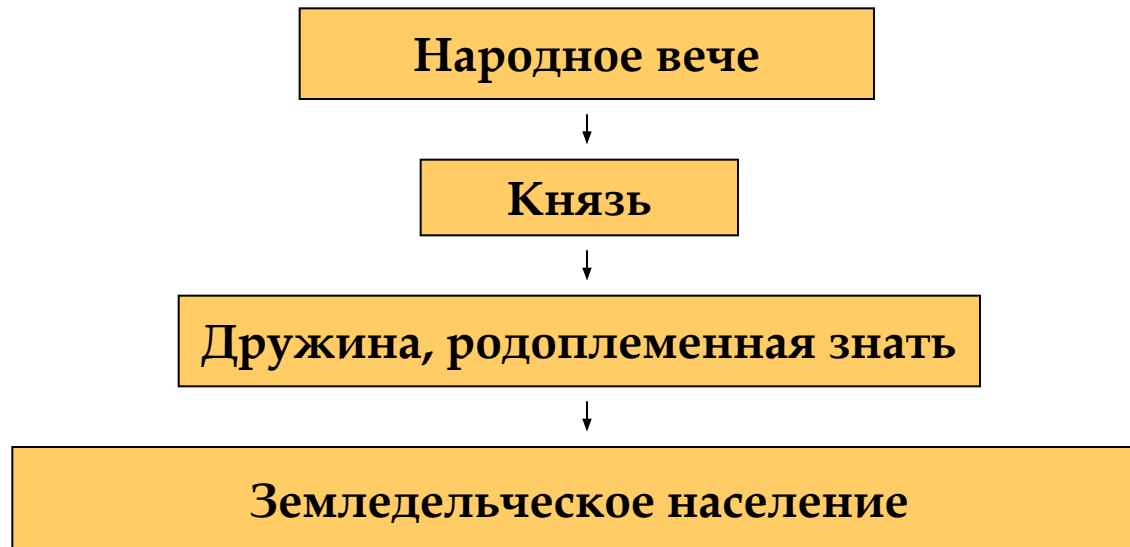 Народное вече
Князь
Дружина, родоплеменная знать
Земледельческое население